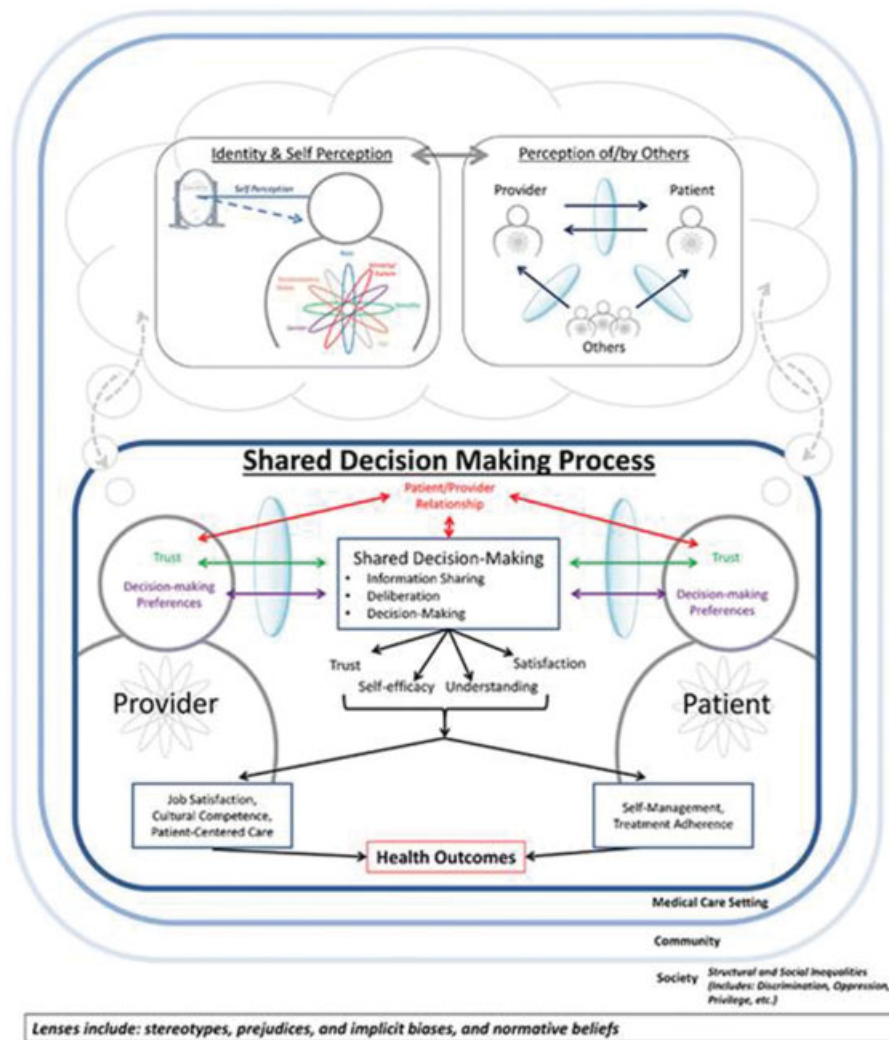 Identity & Self Perception
Perception of/by Others
Self Perception
Provider
Patient
Race
Gender
Others
Shared Decision Making Process
Patient/Provider
Relationship
Trust
Decision-making
Preferences
Shared Decision-Making
• Information Sharing
• Deliberation
• Decision-Making
Trust
Decision-making
Preferences
Trust
Satisfaction
Self-efficacy
Understanding
Provider
Patient
Job Satisfaction,
Cultural Competence,
Patient-Centered Care
Self-Management,
Treatment Adherence
Health Outcomes
Medical Care Setting
Community
Society
Structural and Social Inequalities
(Includes: Discrimination, Oppression,
Privilege, etc.)
Lenses include: stereotypes, prejudices, and implicit biases, and normative beliefs